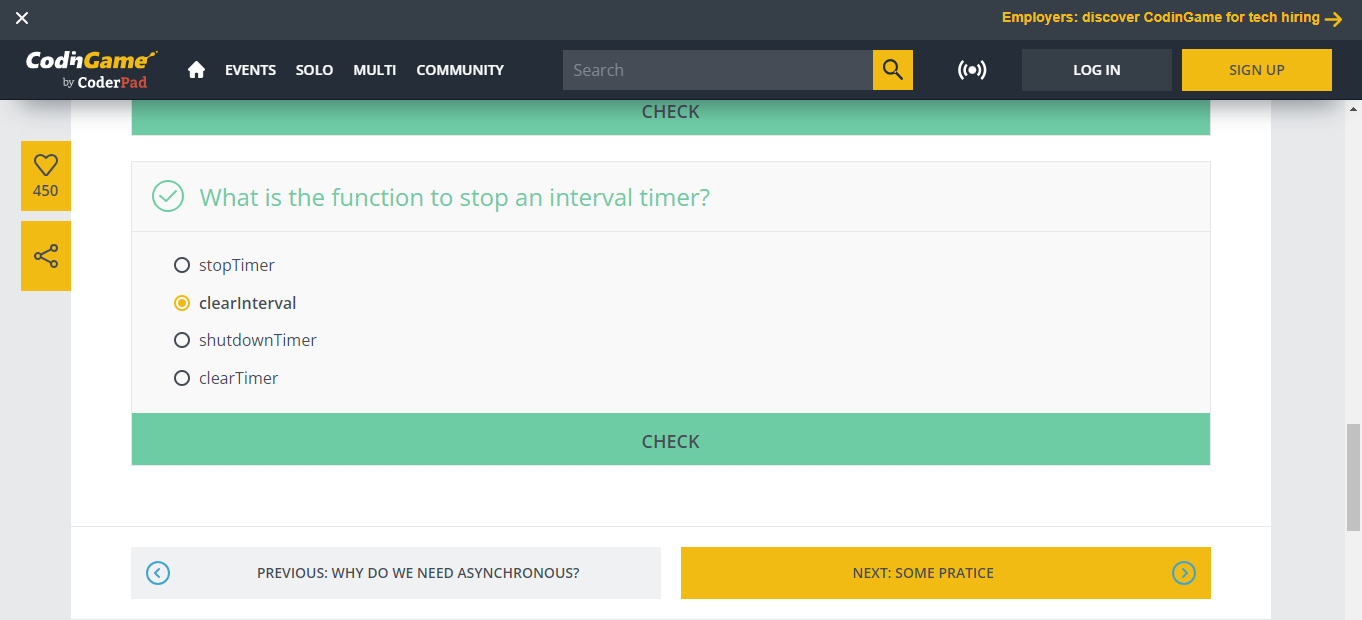 Employers: discover CodinGame for tech hiring
CodinGame
by CoderPad
EVENTS SOLO MULTI COMMUNITY Search LOG IN SIGN UP
CHECK
450
What is the function to stop an interval timer?
stopTimer
clearInterval
shutdownTimer
clearTimer
CHECK
PREVIOUS: WHY DO WE NEED ASYNCHRONOUS? NEXT: SOME PRATICE